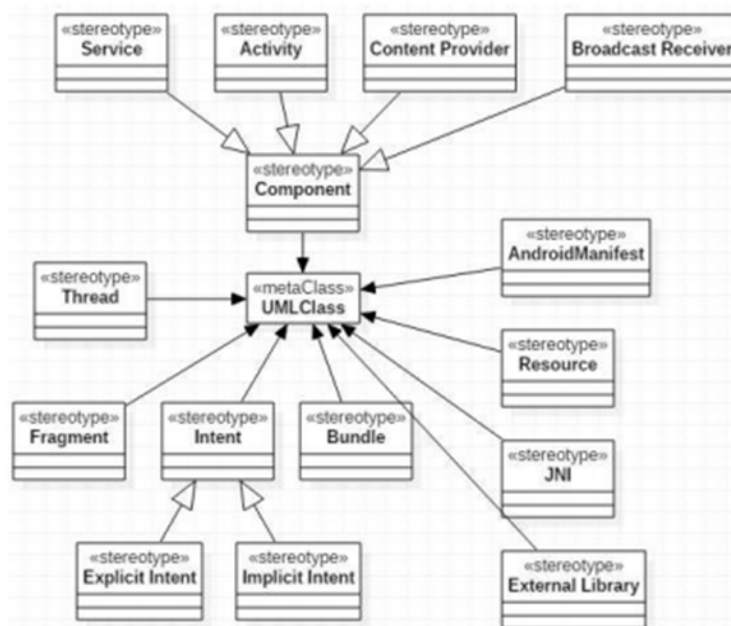 «stereotype»
Service
«stereotype»
Activity
«stereotype»
Content Provider
«stereotype»
Broadcast Receiver
«stereotype»
Component
«stereotype»
AndroidManifest
«stereotype»
Thread
«metaClass»
UMLClass
«stereotype»
Resource
«stereotype»
Fragment
«stereotype»
Intent
«stereotype»
Bundle
«stereotype»
JNI
«stereotype»
Explicit Intent
«stereotype»
Implicit Intent
«stereotype»
External Library